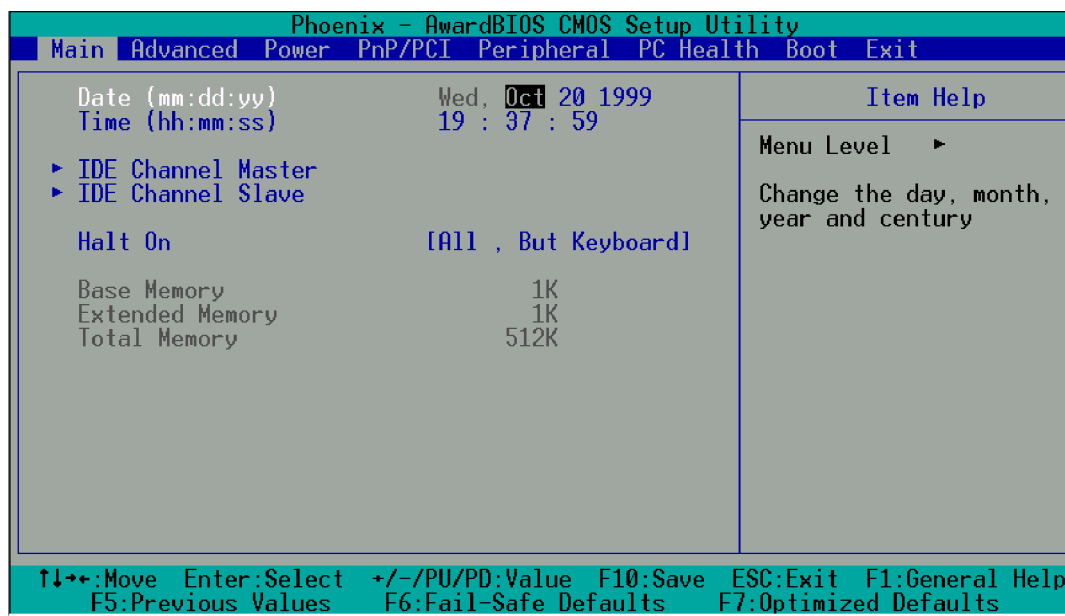 Phoenix - AwardBIOS CMOS Setup Utility
Main Advanced Power PnP/PCI Peripheral PC Health Boot Exit
Date (mm:dd:yy) Wed, Oct 20 1999
Time (hh:mm:ss) 19 : 37 : 59
▶ IDE Channel Master
▶ IDE Channel Slave
Halt On [All , But Keyboard]
Base Memory 1K
Extended Memory 1K
Total Memory 512K
Item Help
Menu Level ▶
Change the day, month,
year and century
↑↓→←:Move Enter:Select +/-/PU/PD:Value F10:Save ESC:Exit F1:General Help
F5:Previous Values F6:Fail-Safe Defaults F7:Optimized Defaults